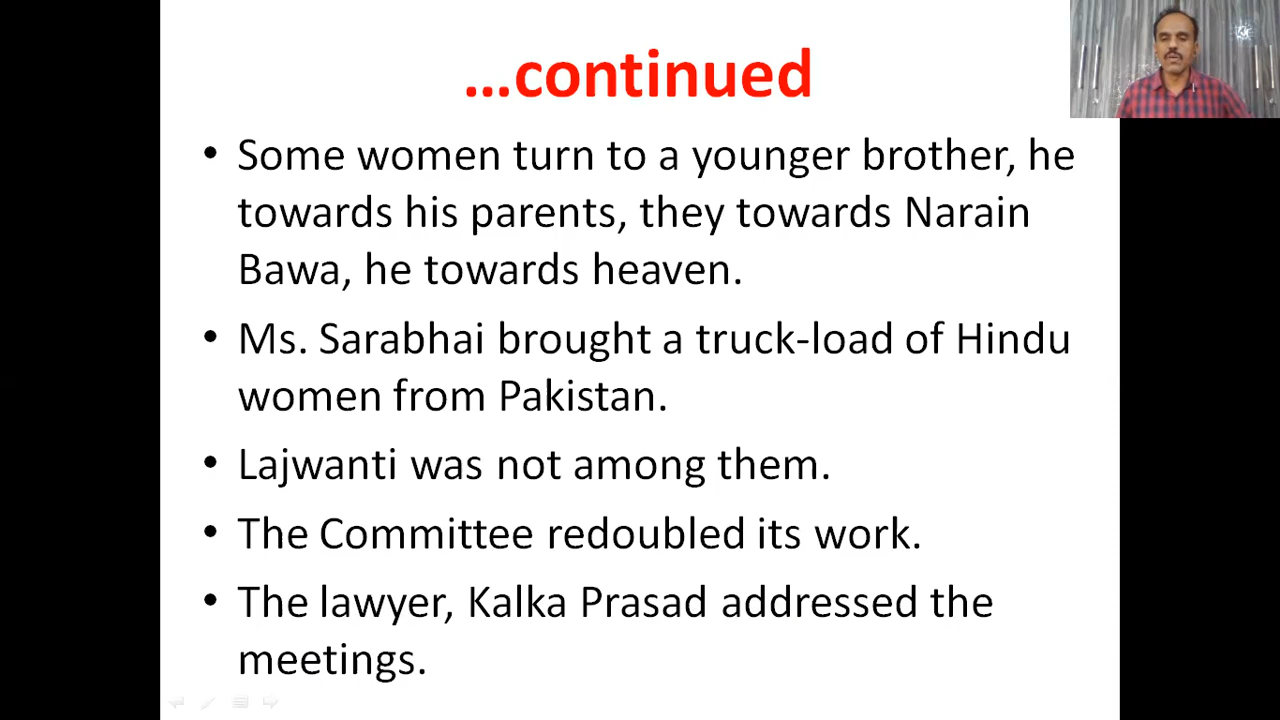 ...continued
• Some women turn to a younger brother, he
towards his parents, they towards Narain
Bawa, he towards heaven.
• Ms. Sarabhai brought a truck-load of Hindu
women from Pakistan.
• Lajwanti was not among them.
• The Committee redoubled its work.
• The lawyer, Kalka Prasad addressed the
meetings.